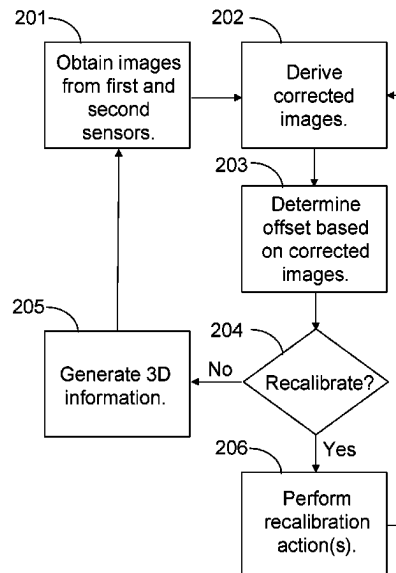 201
Obtain images
from first and
second
sensors.
202
Derive
corrected
images.
203
Determine
offset based
on corrected
images.
204
Recalibrate?
No
Yes
205
Generate 3D
information.
206
Perform
recalibration
action(s).